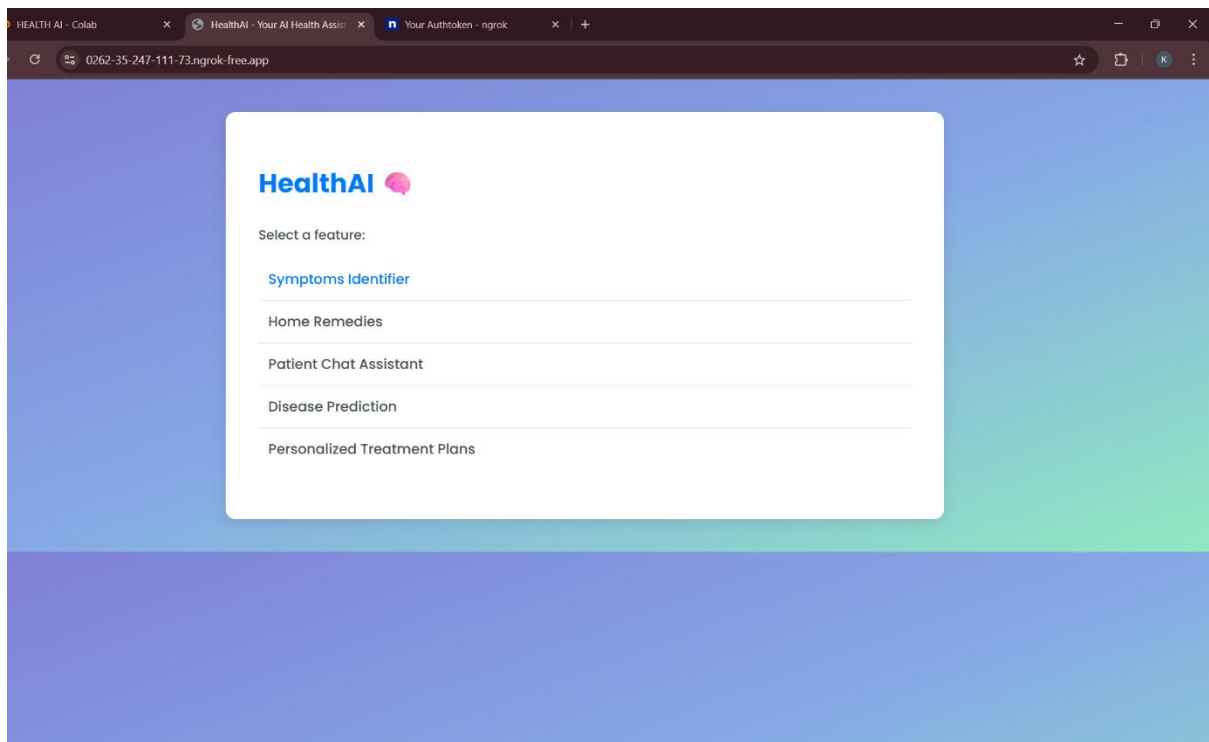 HEALTH AI - Colab
HealthAI - Your AI Health Assist
Your Authtoken - ngrok
0262-35-247-111-73.ngrok-free.app
K
HealthAI
Select a feature:
Symptoms Identifier
Home Remedies
Patient Chat Assistant
Disease Prediction
Personalized Treatment Plans